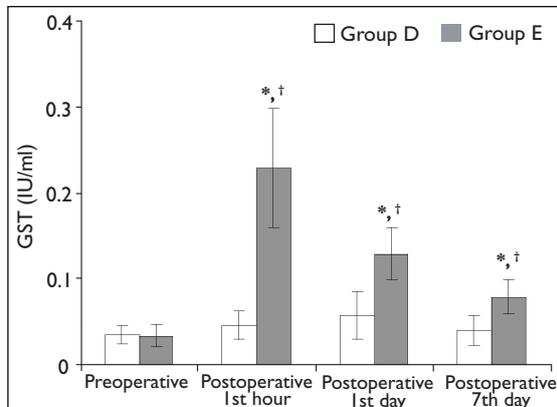 0.4
Group D Group E
*, †
0.3
GST (IU/ml)
0.2
*, †
*, †
0.1
0
Preoperative Postoperative Postoperative Postoperative
1st hour 1st day 7th day